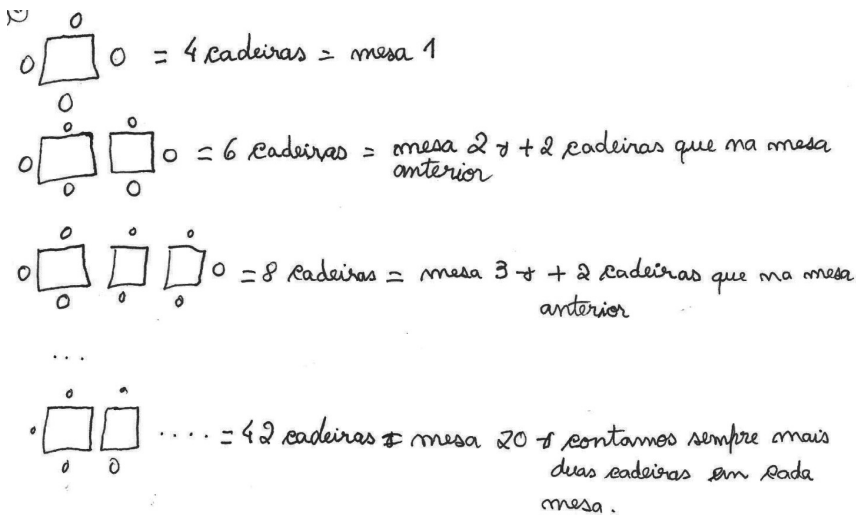 = 4 cadeiras = mesa 1
= 6 cadeiras = mesa 2 → + 2 cadeiras que na mesa
anterior
= 8 cadeiras = mesa 3 → + 2 cadeiras que na mesa
anterior
...
.... = 42 cadeiras = mesa 20 → contamos sempre mais
duas cadeiras em cada
mesa.